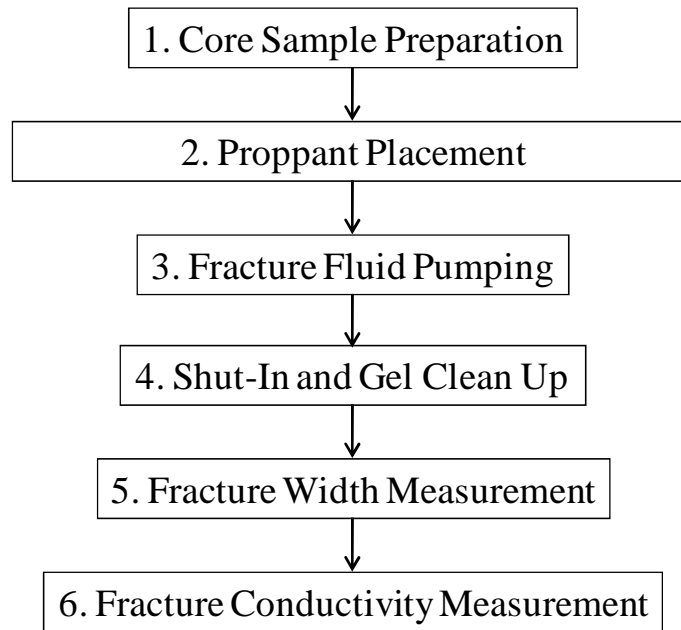 1. Core Sample Preparation
2. Proppant Placement
3. Fracture Fluid Pumping
4. Shut-In and Gel Clean Up
5. Fracture Width Measurement
6. Fracture Conductivity Measurement